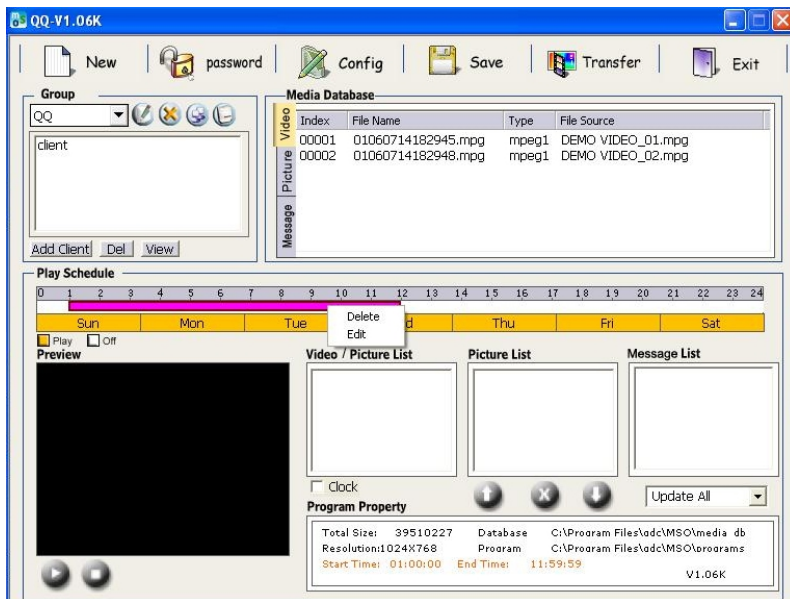 QQ-V1.06K
New password Config Save Transfer Exit
Group
QQ
client
Add Client Del View
Media Database
Video
Picture
Message
Index File Name Type File Source
00001 01060714182945.mpg mpeg1 DEMO VIDEO_01.mpg
00002 01060714182948.mpg mpeg1 DEMO VIDEO_02.mpg
Play Schedule
0 1 2 3 4 5 6 7 8 9 10 11 12 13 14 15 16 17 18 19 20 21 22 23 24
Sun Mon Tue d Thu Fri Sat
Delete
Edit
Play Off
Preview
Video / Picture List
Picture List
Message List
Clock
Update All
Program Property
Total Size: 39510227 Database C:\Program Files\adc\MSO\media db
Resolution:1024X768 Program C:\Program Files\adc\MSO\programs
Start Time: 01:00:00 End Time: 11:59:59
V1.06K